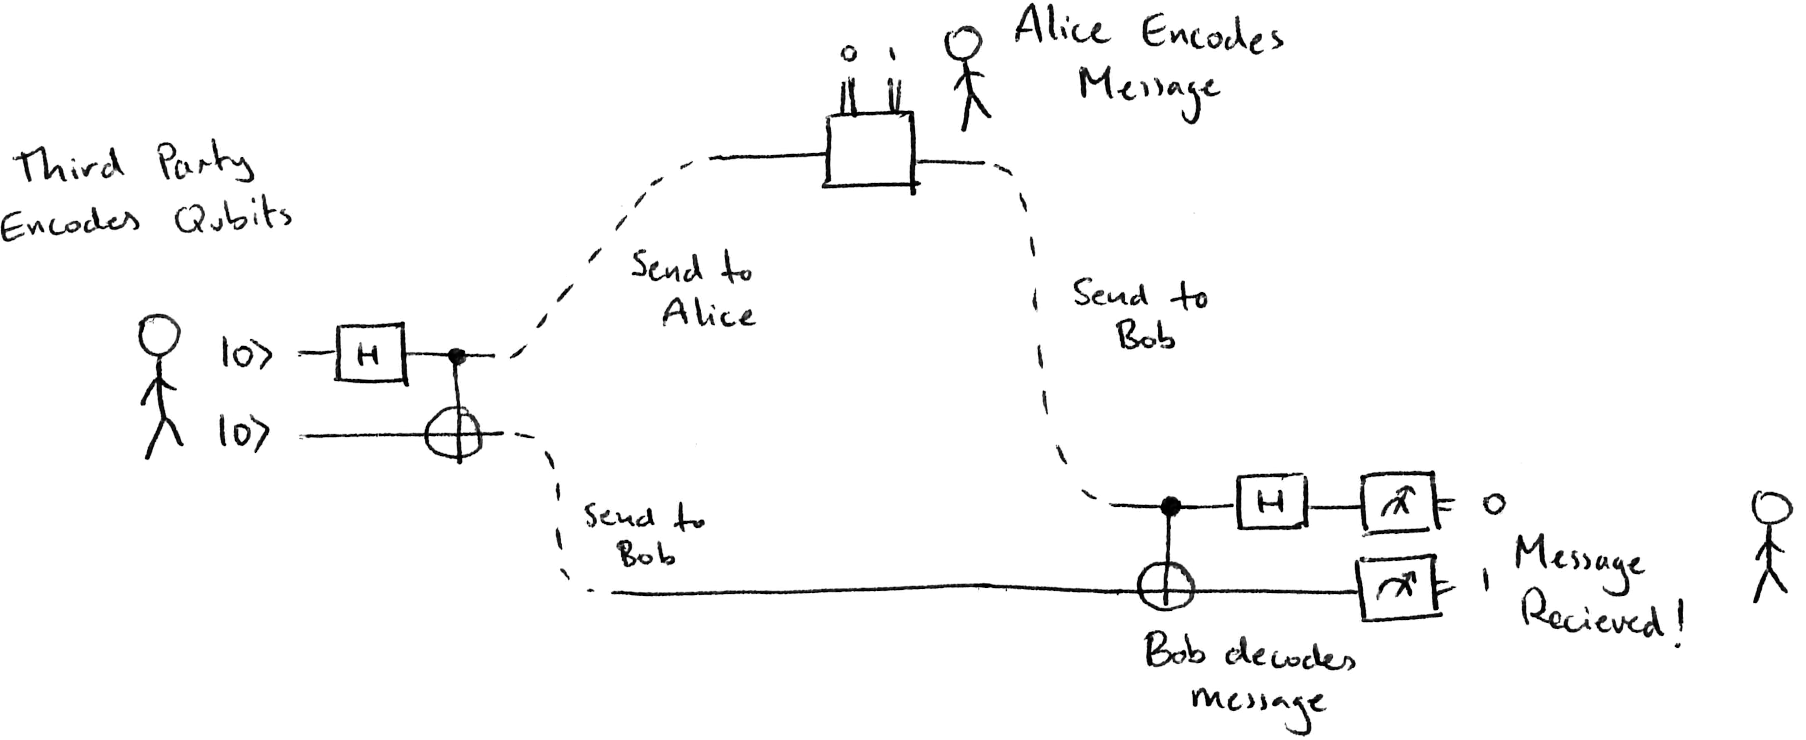 0 1
Alice Encodes
Message
Third Party
Encodes Qubits
Send to
Alice
Send to
Bob
|0> H
|0>
Send to
Bob
H 0
1
Message
Recieved!
Bob decodes
message